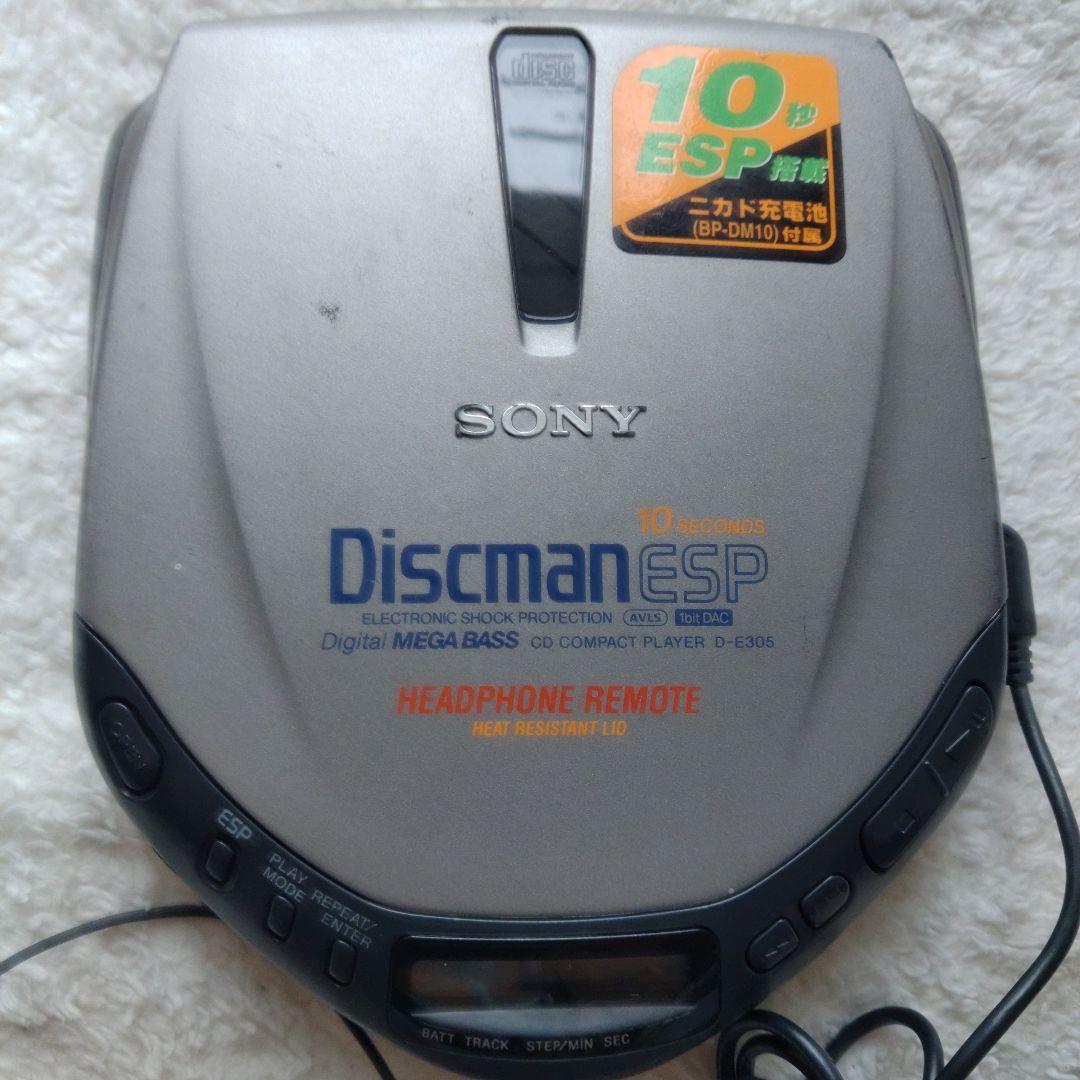 disc
10秒
ESP搭載
ニカド充電池
(BP-DM10)付属
SONY
10 SECONDS
Discman ESP
ELECTRONIC SHOCK PROTECTION AVLS 1bit DAC
Digital MEGA BASS CD COMPACT PLAYER D-E305
HEADPHONE REMOTE
HEAT RESISTANT LID
OPEN
ESP
PLAY
MODE
REPEAT/
ENTER
BATT TRACK STEP/MIN SEC